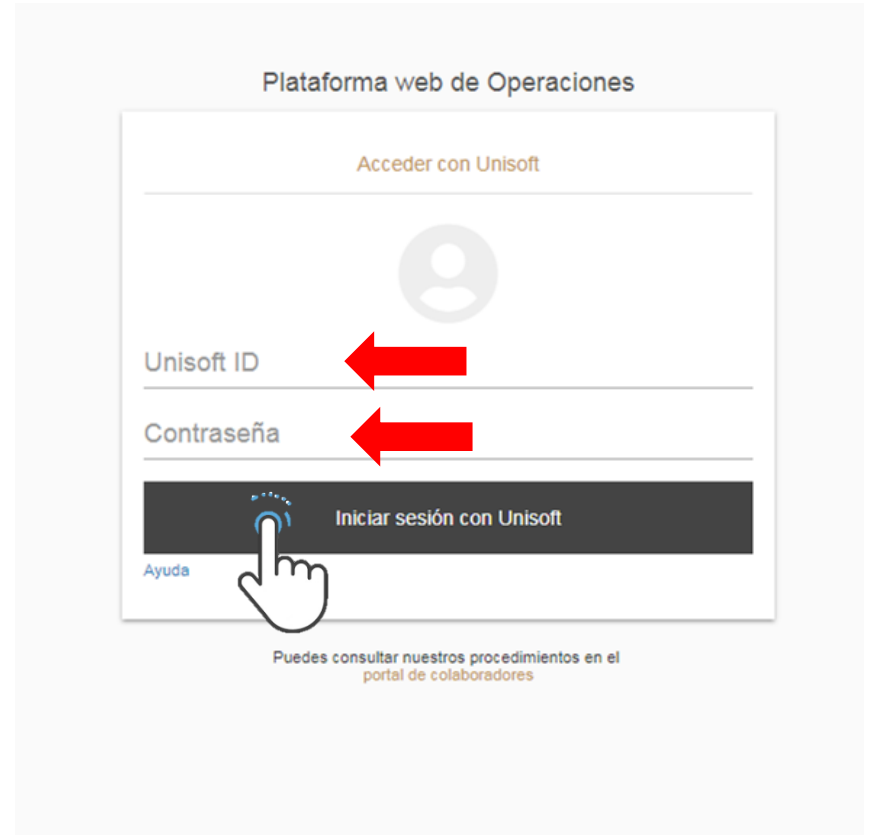 Plataforma web de Operaciones
Acceder con Unisoft
Unisoft ID
Contraseña
Iniciar sesión con Unisoft
Ayuda
Puedes consultar nuestros procedimientos en el
portal de colaboradores